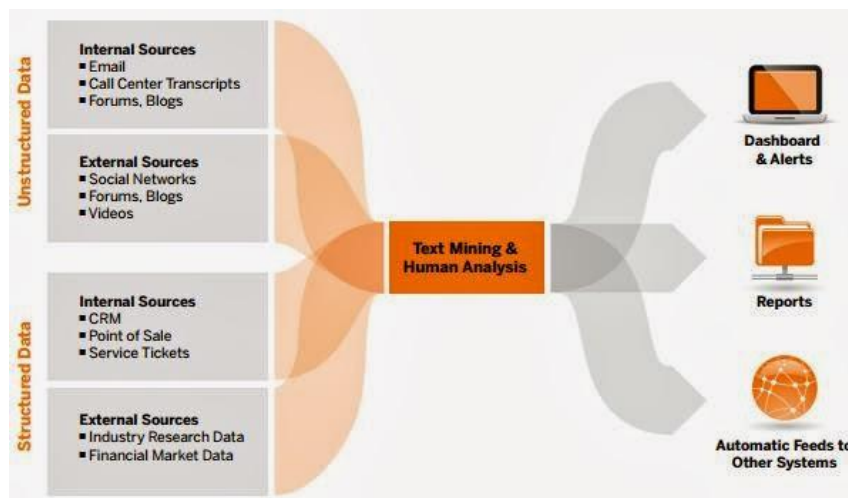 Unstructured Data
Internal Sources
▪ Email
▪ Call Center Transcripts
▪ Forums, Blogs
External Sources
▪ Social Networks
▪ Forums, Blogs
▪ Videos
Structured Data
Internal Sources
▪ CRM
▪ Point of Sale
▪ Service Tickets
External Sources
▪ Industry Research Data
▪ Financial Market Data
Text Mining &
Human Analysis
Dashboard
& Alerts
Reports
Automatic Feeds to
Other Systems